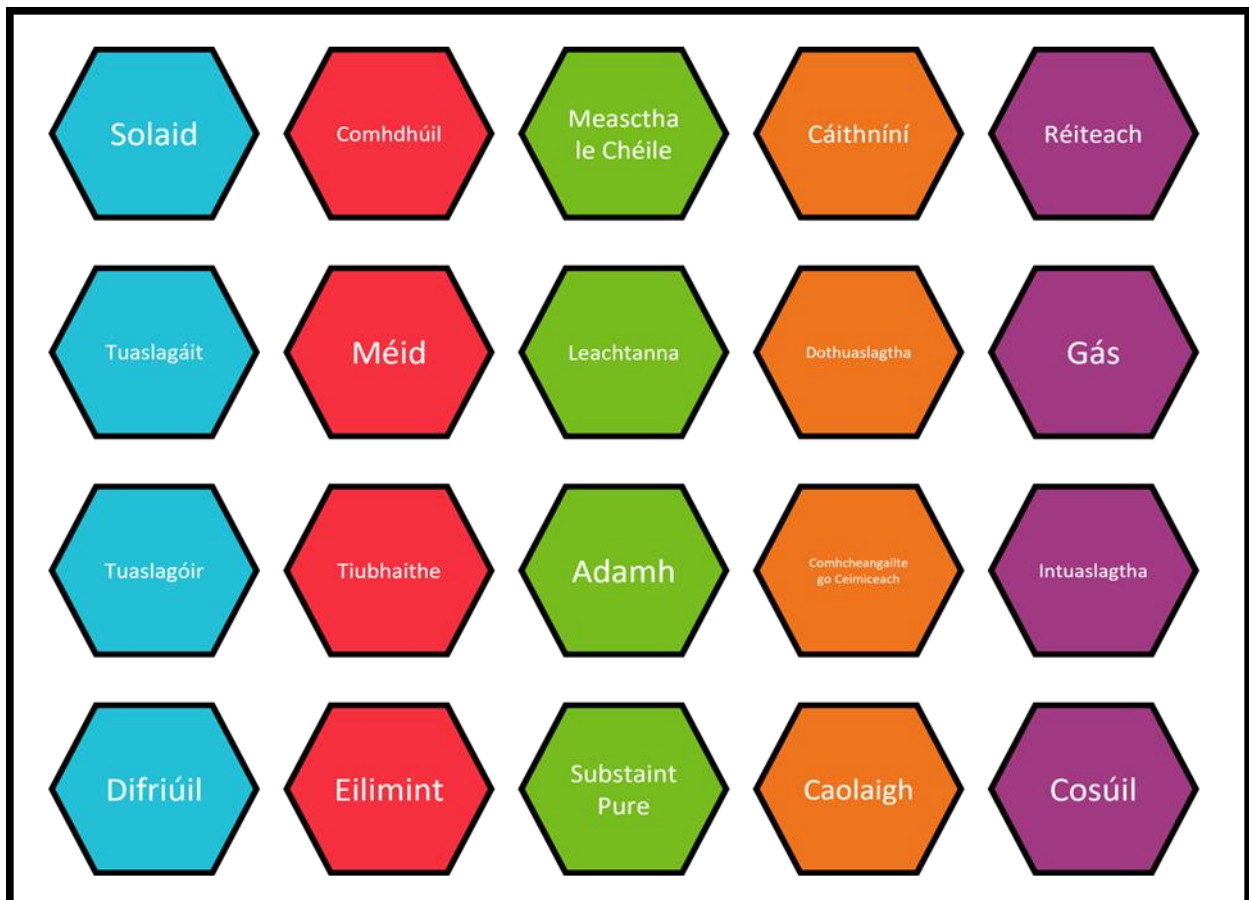 Solaid
Comhdhúil
Measctha
le Chéile
Cáithníní
Réiteach
Tuaslagáit
Méid
Leachtanna
Dothuaslagtha
Gás
Tuaslagóir
Tiubhaithe
Adamh
Comhcheangailte
go Ceimiceach
Intuaslagtha
Difriúil
Eilimint
Substaint
Pure
Caolaigh
Cosúil